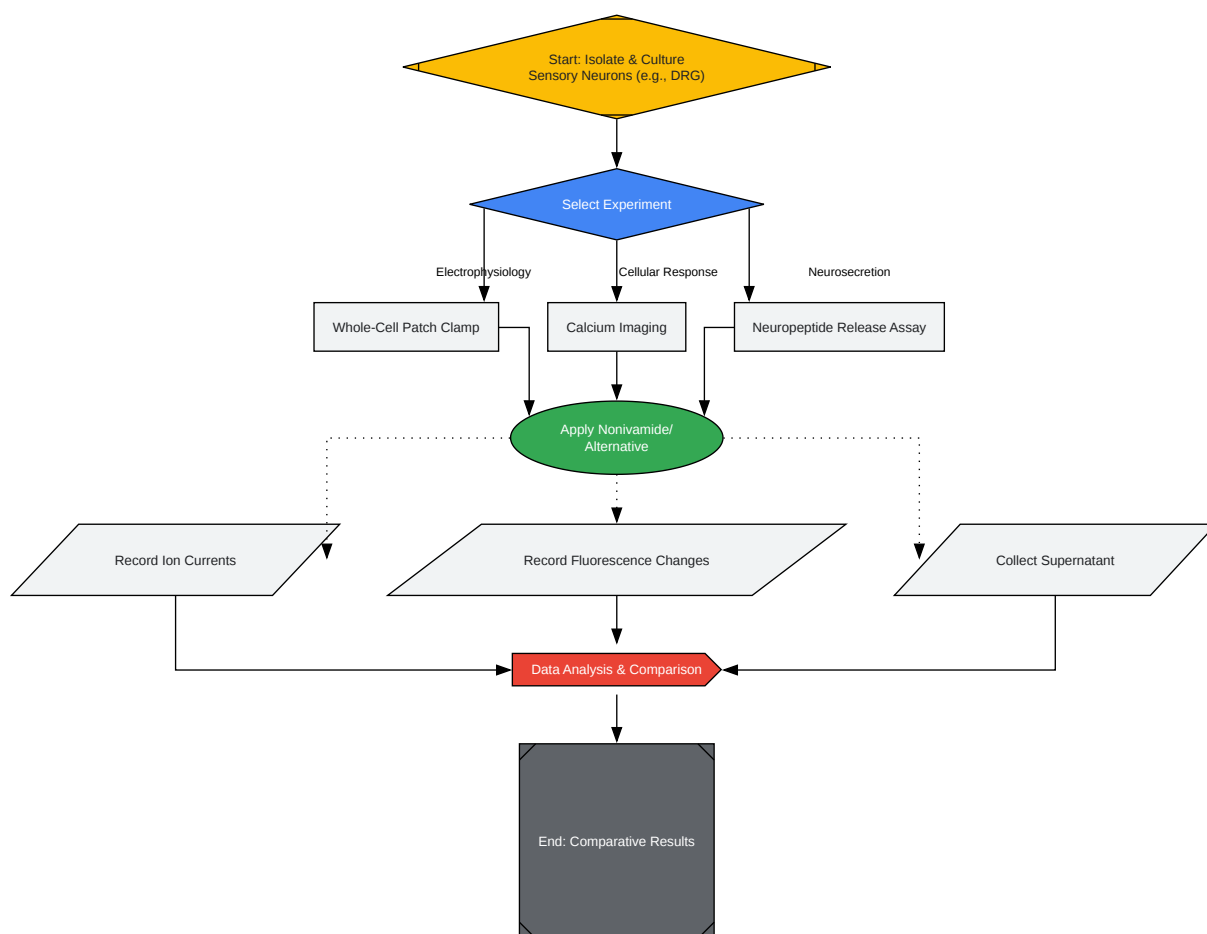 Start: Isolate & Culture
Sensory Neurons (e.g., DRG)
Select Experiment
Electrophysiology
Cellular Response
Neurosecretion
Whole-Cell Patch Clamp
Calcium Imaging
Neuropeptide Release Assay
Apply Nonivamide/
Alternative
Record Ion Currents
Record Fluorescence Changes
Collect Supernatant
Data Analysis & Comparison
End: Comparative Results